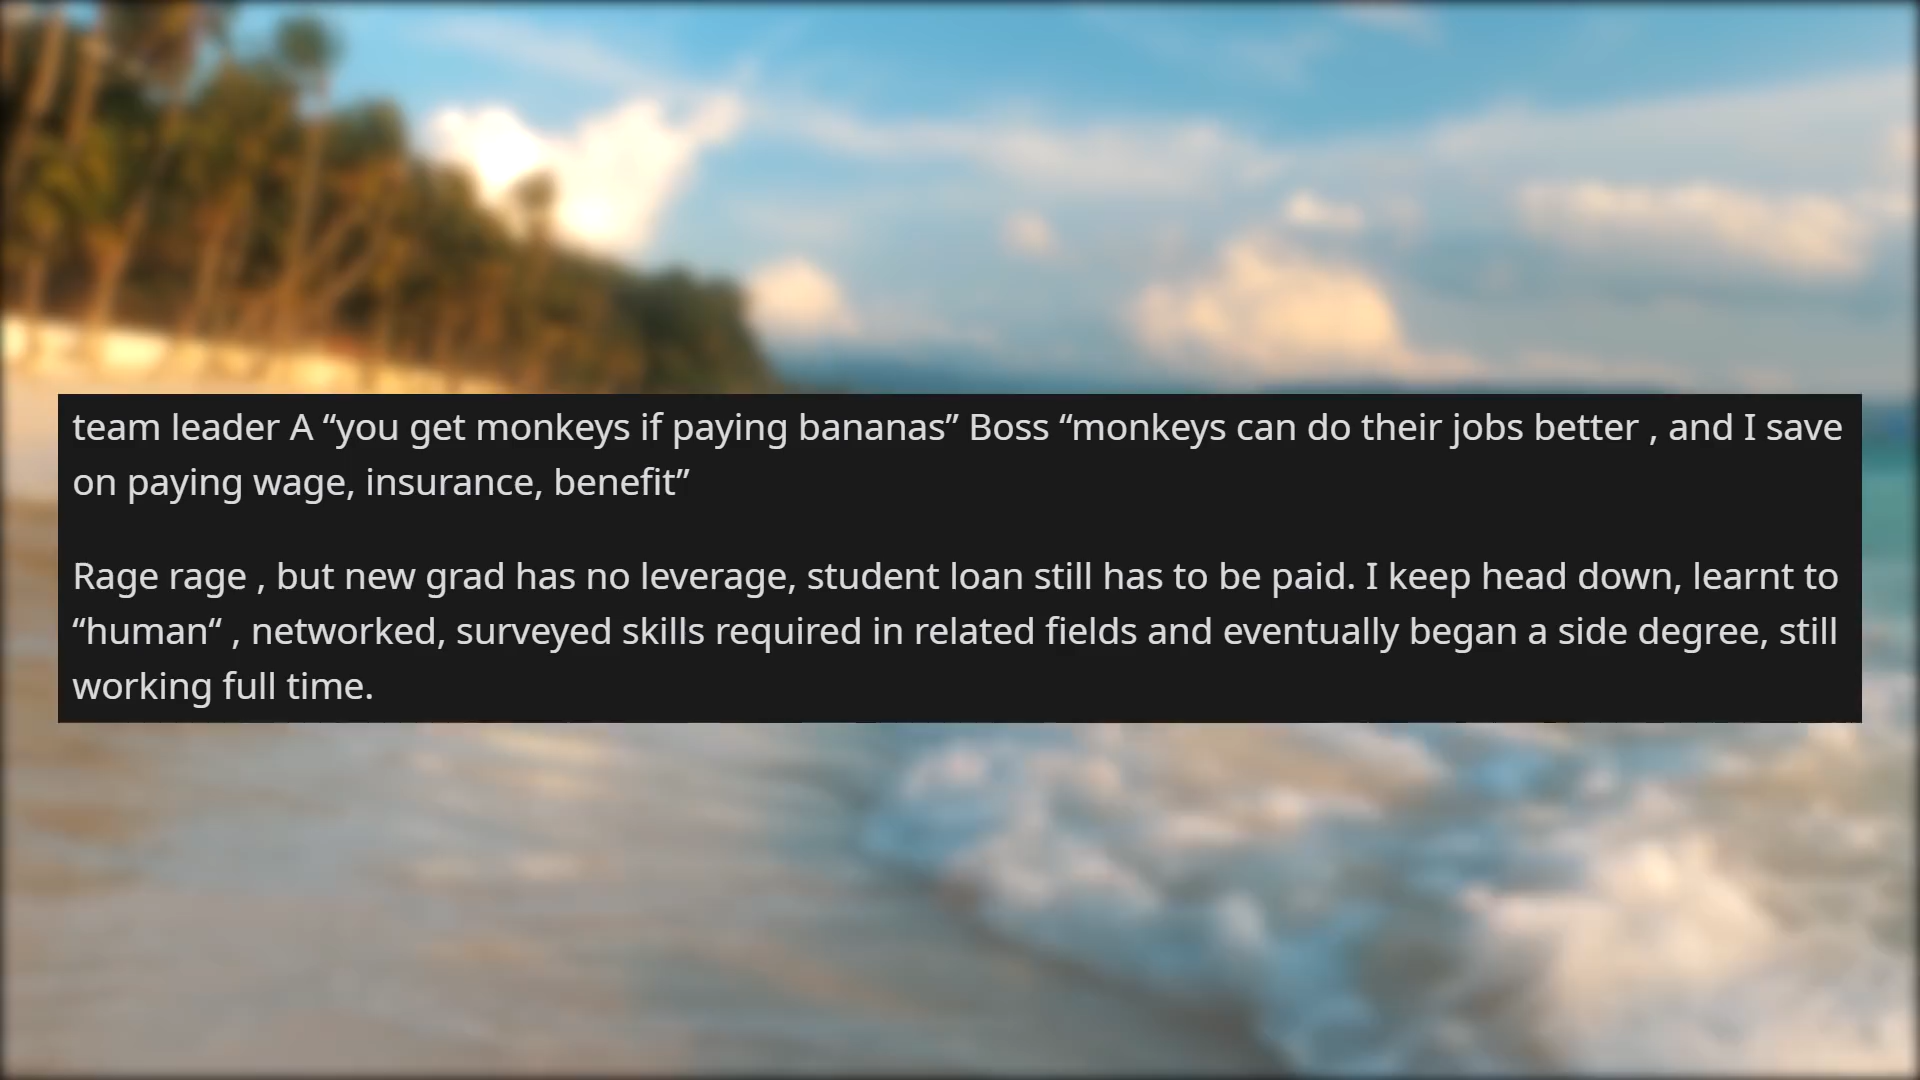 team leader A “you get monkeys if paying bananas” Boss “monkeys can do their jobs better , and I save
on paying wage, insurance, benefit”
Rage rage , but new grad has no leverage, student loan still has to be paid. I keep head down, learnt to
“human“ , networked, surveyed skills required in related fields and eventually began a side degree, still
working full time.